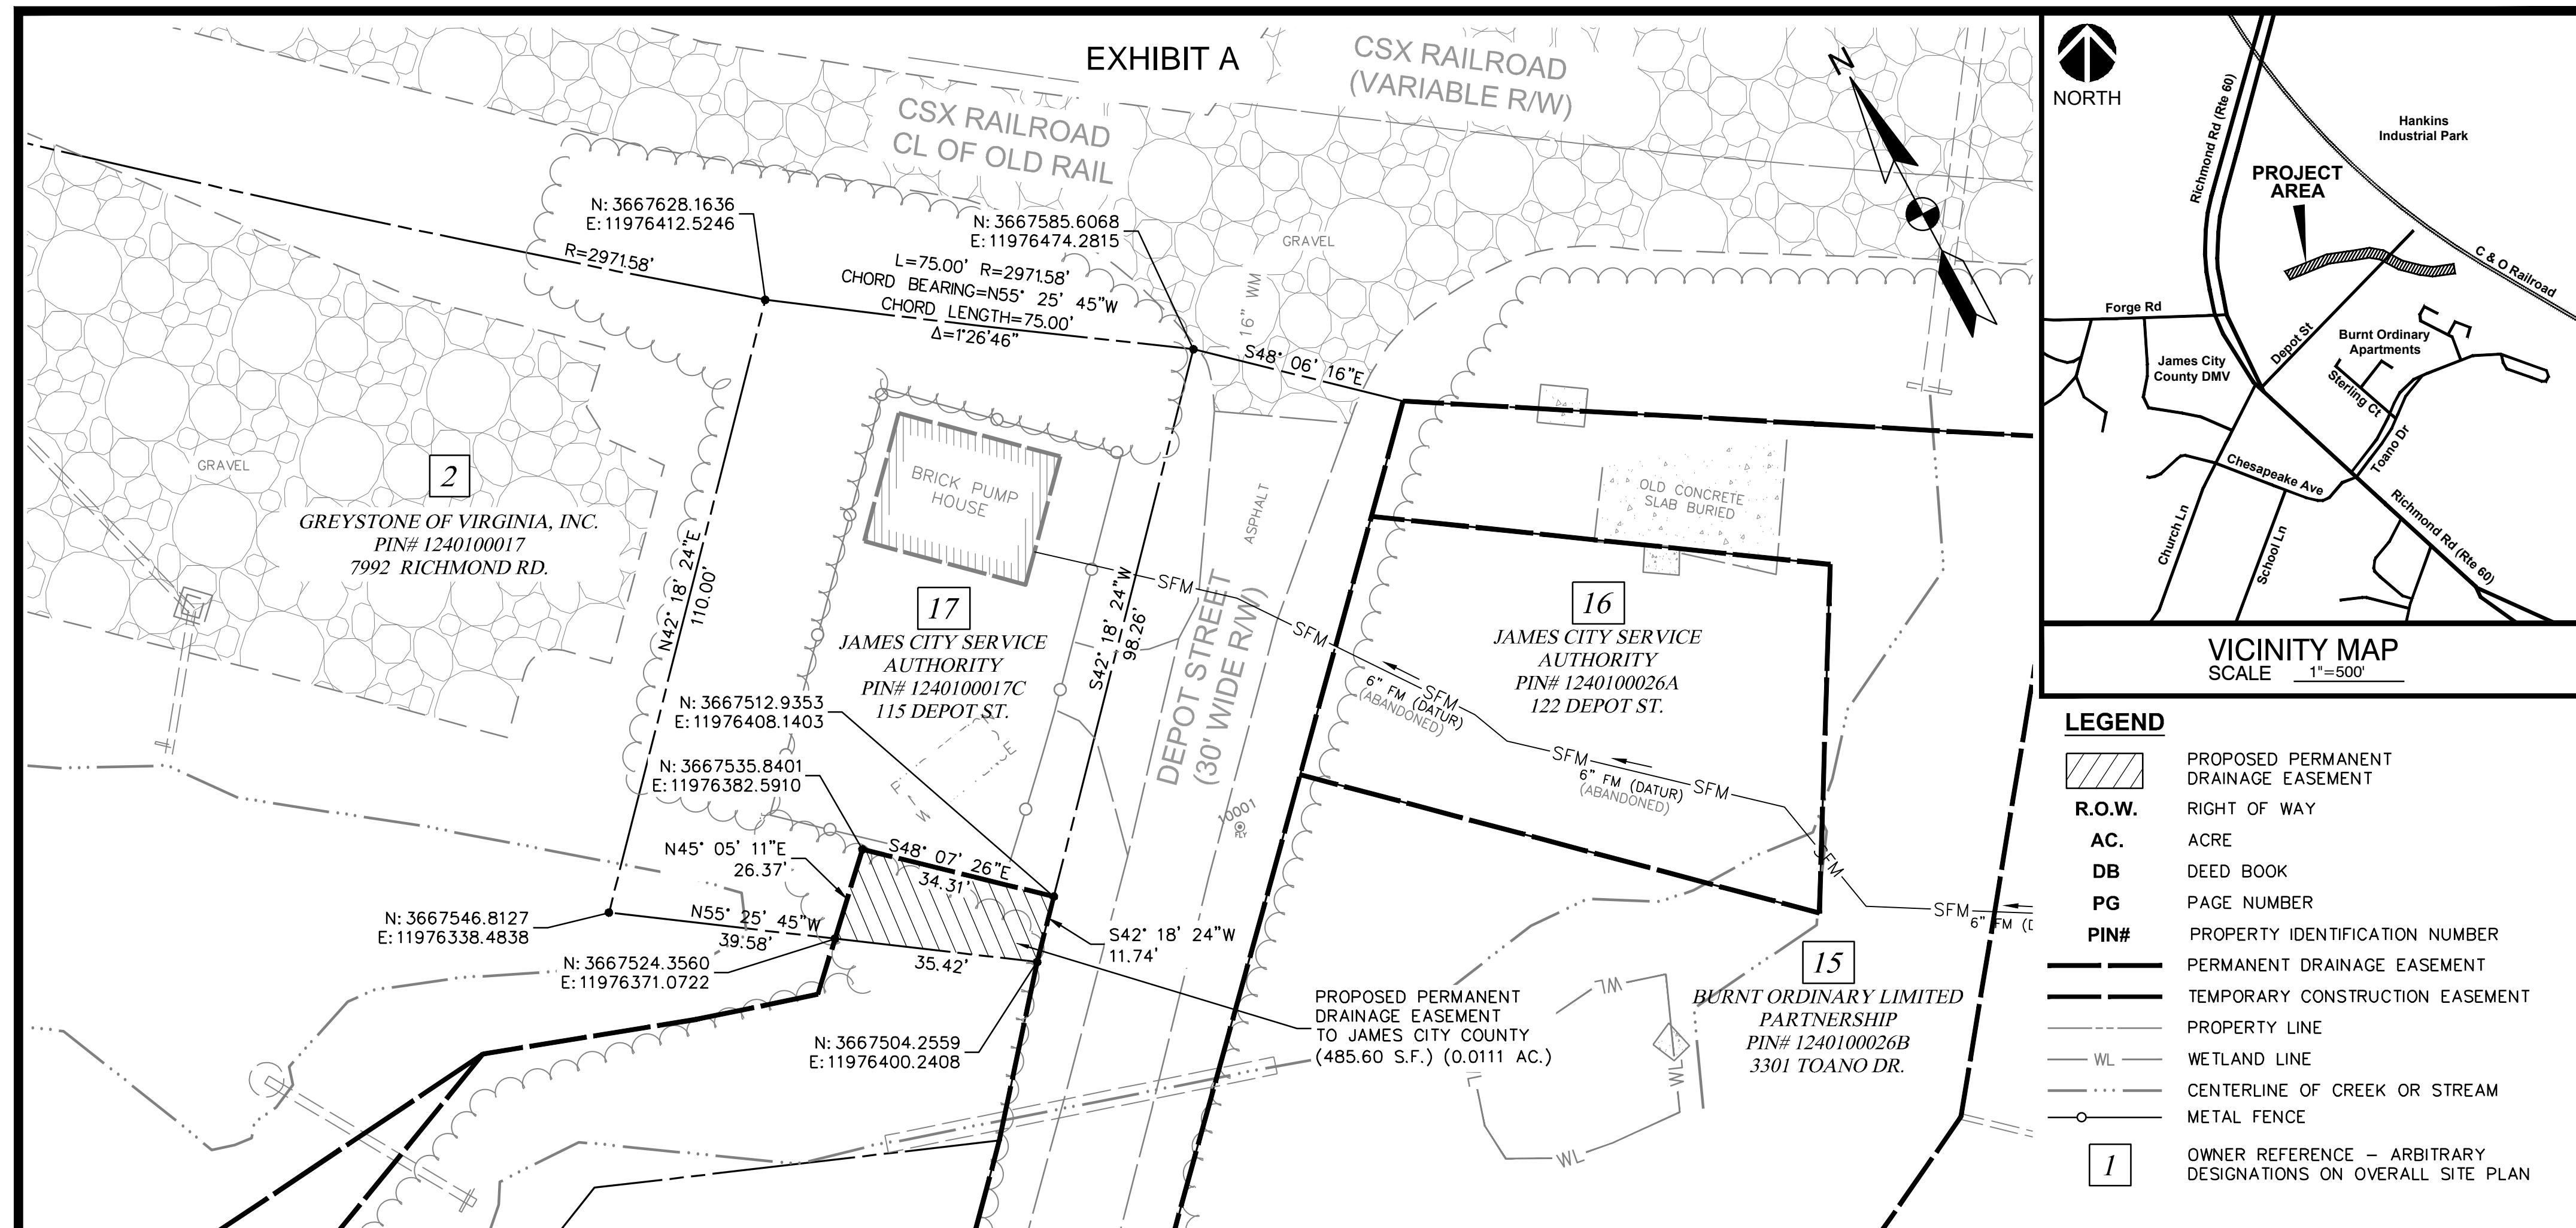 EXHIBIT A
CSX RAILROAD
(VARIABLE R/W)
CSX RAILROAD
CL OF OLD RAIL
N
N: 3667628.1636
E: 11976412.5246
N: 3667585.6068
E: 11976474.2815
GRAVEL
R=2971.58'
L=75.00' R=2971.58'
CHORD BEARING=N55° 25' 45"W
CHORD LENGTH=75.00'
Δ=1°26'46"
16" WM
S48° 06' 16"E
GRAVEL
2
GREYSTONE OF VIRGINIA, INC.
PIN# 1240100017
7992 RICHMOND RD.
N42° 18' 24"E
110.00'
BRICK PUMP
HOUSE
ASPHALT
OLD CONCRETE
SLAB BURIED
SFM
S42° 18' 24"W
98.26'
17
JAMES CITY SERVICE
AUTHORITY
PIN# 1240100017C
115 DEPOT ST.
DEPOT STREET
(30' WIDE R/W)
SFM
16
JAMES CITY SERVICE
AUTHORITY
PIN# 1240100026A
122 DEPOT ST.
SFM
6" FM (DATUR)
(ABANDONED)
SFM
SFM
6" FM (DATUR)
(ABANDONED)
SFM
SFM
6" FM (D
N: 3667512.9353
E: 11976408.1403
N: 3667535.8401
E: 11976382.5910
10001
FLY
N45° 05' 11"E
26.37'
S48° 07' 26"E
34.31'
N: 3667546.8127
E: 11976338.4838
N55° 25' 45"W
39.58'
35.42'
S42° 18' 24"W
11.74'
N: 3667524.3560
E: 11976371.0722
N: 3667504.2559
E: 11976400.2408
PROPOSED PERMANENT
DRAINAGE EASEMENT
TO JAMES CITY COUNTY
(485.60 S.F.) (0.0111 AC.)
WL
WL
WL
15
BURNT ORDINARY LIMITED
PARTNERSHIP
PIN# 1240100026B
3301 TOANO DR.
NORTH
Richmond Rd (Rte 60)
Hankins
Industrial Park
PROJECT
AREA
C & O Railroad
Forge Rd
Depot St
James City
County DMV
Burnt Ordinary
Apartments
Sterling Ct
Toano Dr
Chesapeake Ave
Church Ln
School Ln
Richmond Rd (Rte 60)
VICINITY MAP
SCALE 1"=500'
LEGEND
PROPOSED PERMANENT
DRAINAGE EASEMENT
R.O.W. RIGHT OF WAY
AC. ACRE
DB DEED BOOK
PG PAGE NUMBER
PIN# PROPERTY IDENTIFICATION NUMBER
PERMANENT DRAINAGE EASEMENT
TEMPORARY CONSTRUCTION EASEMENT
PROPERTY LINE
WL WETLAND LINE
CENTERLINE OF CREEK OR STREAM
METAL FENCE
1 OWNER REFERENCE – ARBITRARY
DESIGNATIONS ON OVERALL SITE PLAN